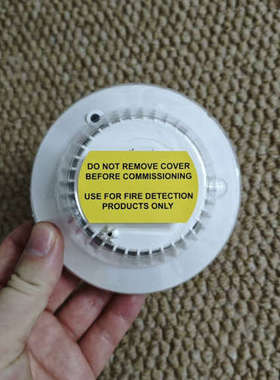 DO NOT REMOVE COVER
BEFORE COMMISSIONING
USE FOR FIRE DETECTION
PRODUCTS ONLY